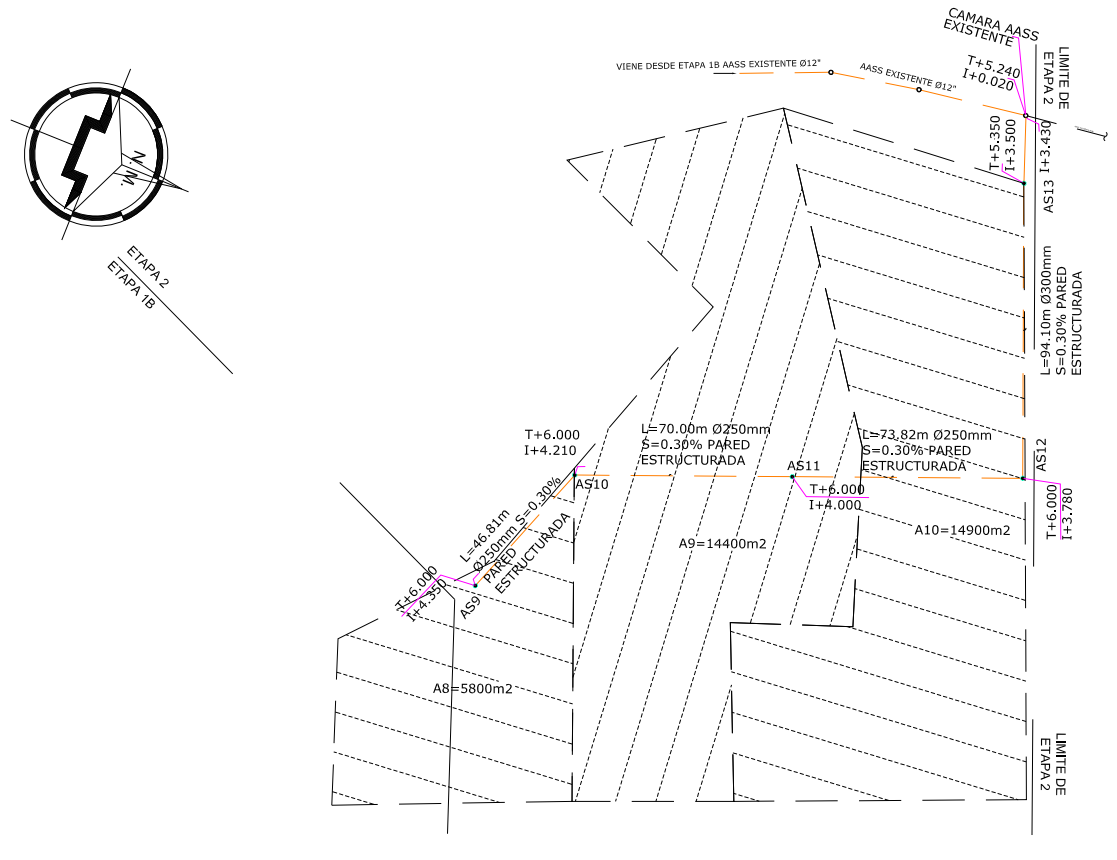 CAMARA AASS
EXISTENTE
T+5.240
I+0.020
LIMITE DE
ETAPA 2
VIENE DESDE ETAPA 1B AASS EXISTENTE Ø12"
AASS EXISTENTE Ø12"
T+5.350
I+3.500
I+3.430
AS13
N.M.
ETAPA 2
ETAPA 1B
L=94.10m Ø300mm
S=0.30% PARED
ESTRUCTURADA
T+6.000
I+4.210
L=70.00m Ø250mm
S=0.30% PARED
ESTRUCTURADA
L=73.82m Ø250mm
S=0.30% PARED
ESTRUCTURADA
AS10
AS11
AS12
T+6.000
I+4.000
T+6.000
I+3.780
L=46.81m
Ø250mm S=0.30%
PARED
ESTRUCTURADA
T+6.000
I+4.350
AS9
A9=14400m2
A10=14900m2
A8=5800m2
LIMITE DE
ETAPA 2